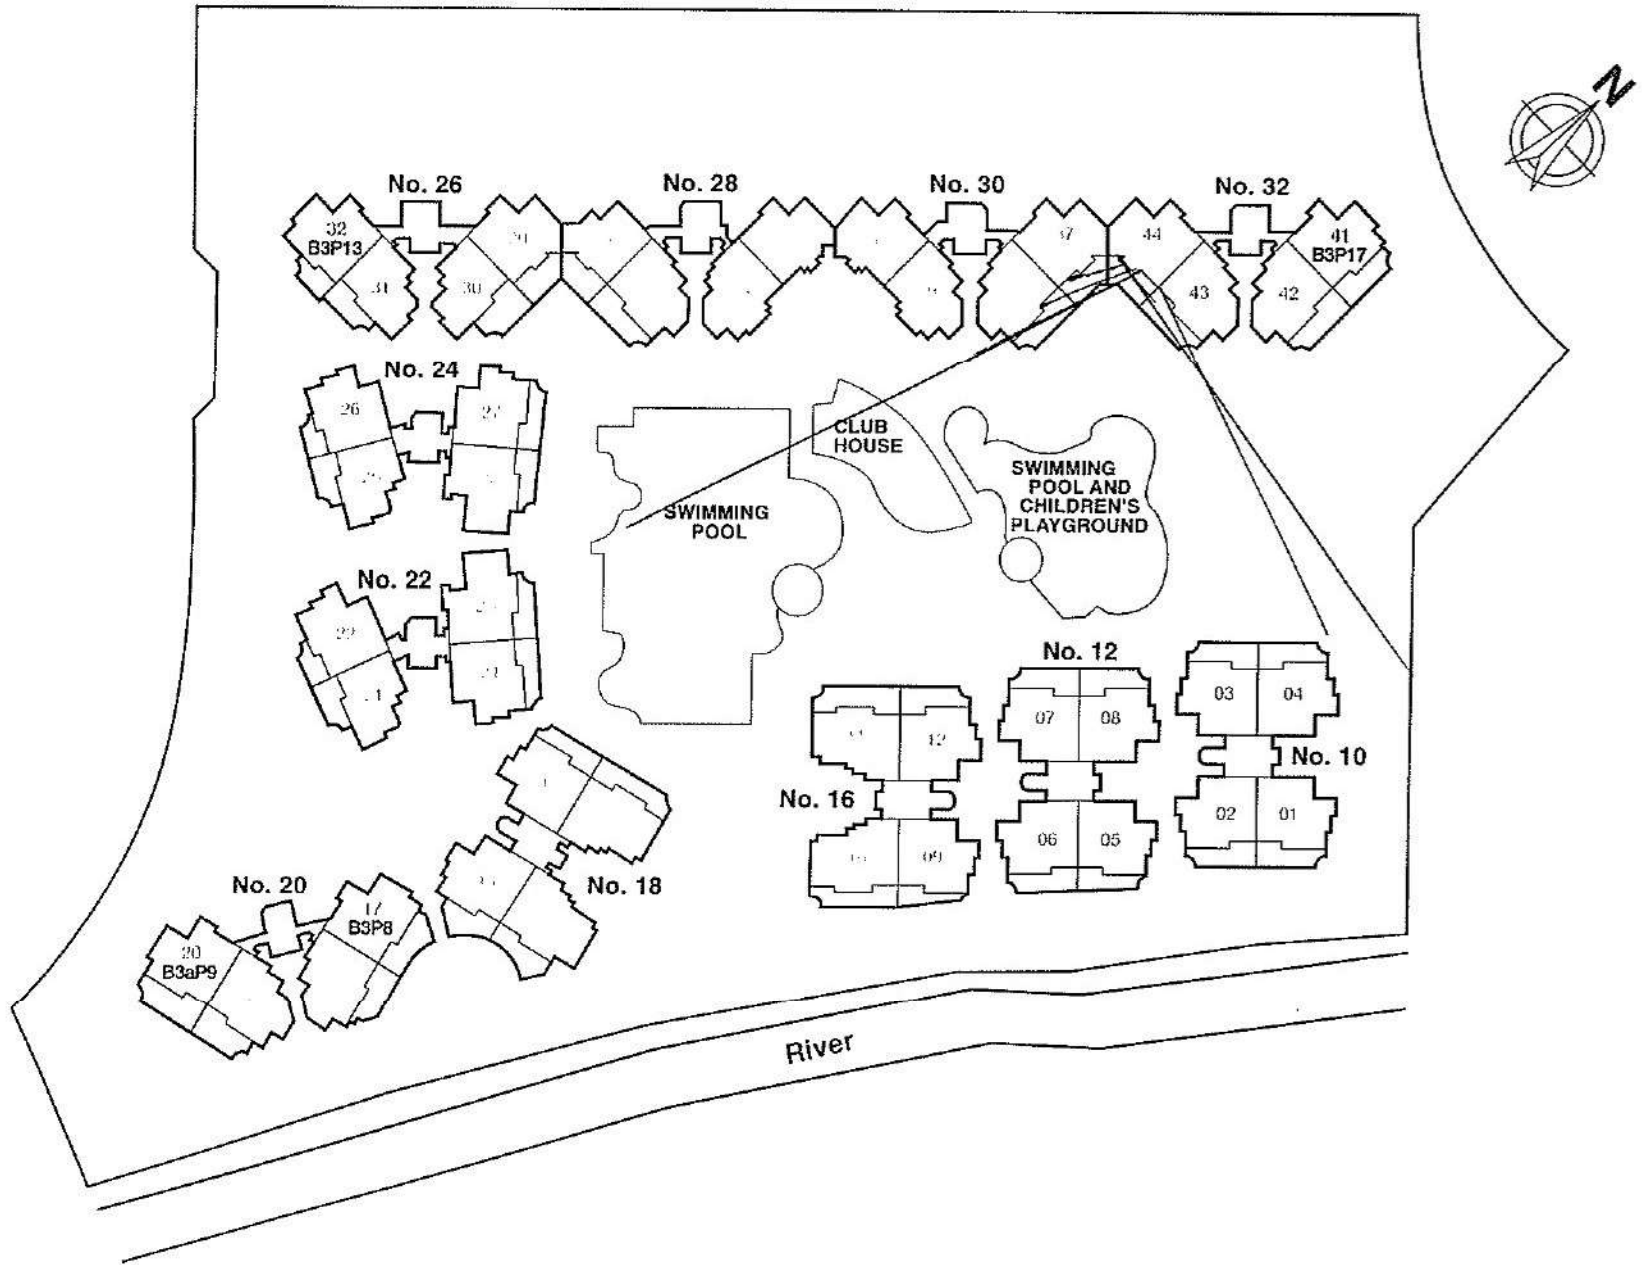 N
No. 26
No. 28
No. 30
No. 32
32
B3P13
31
30
37
44
43
42
41
B3P17
No. 24
26
27
CLUB
HOUSE
SWIMMING
POOL
SWIMMING
POOL AND
CHILDREN'S
PLAYGROUND
No. 22
No. 12
07
08
03
04
No. 10
12
No. 16
09
06
05
02
01
No. 18
No. 20
17
B3P8
20
B3aP9
River